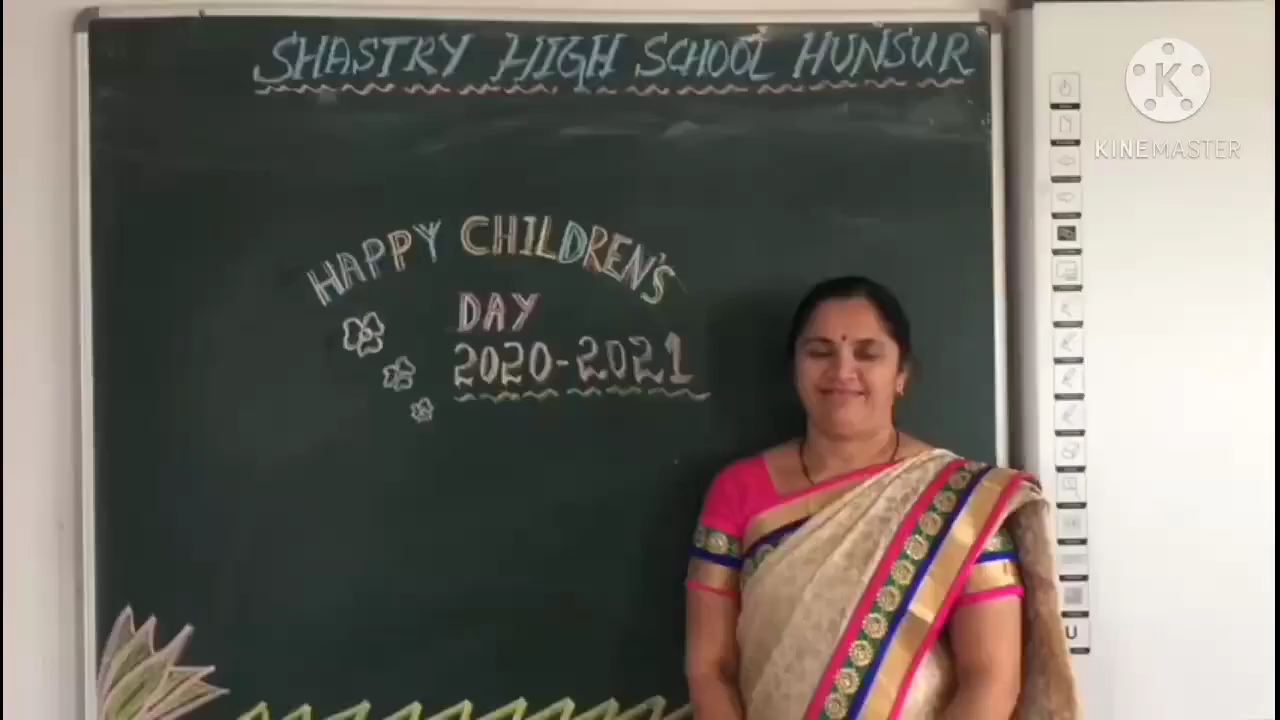 SHASTRY HIGH SCHOOL HUNSUR
HAPPY CHILDREN'S
DAY
2020-2021
KINEMASTER
U